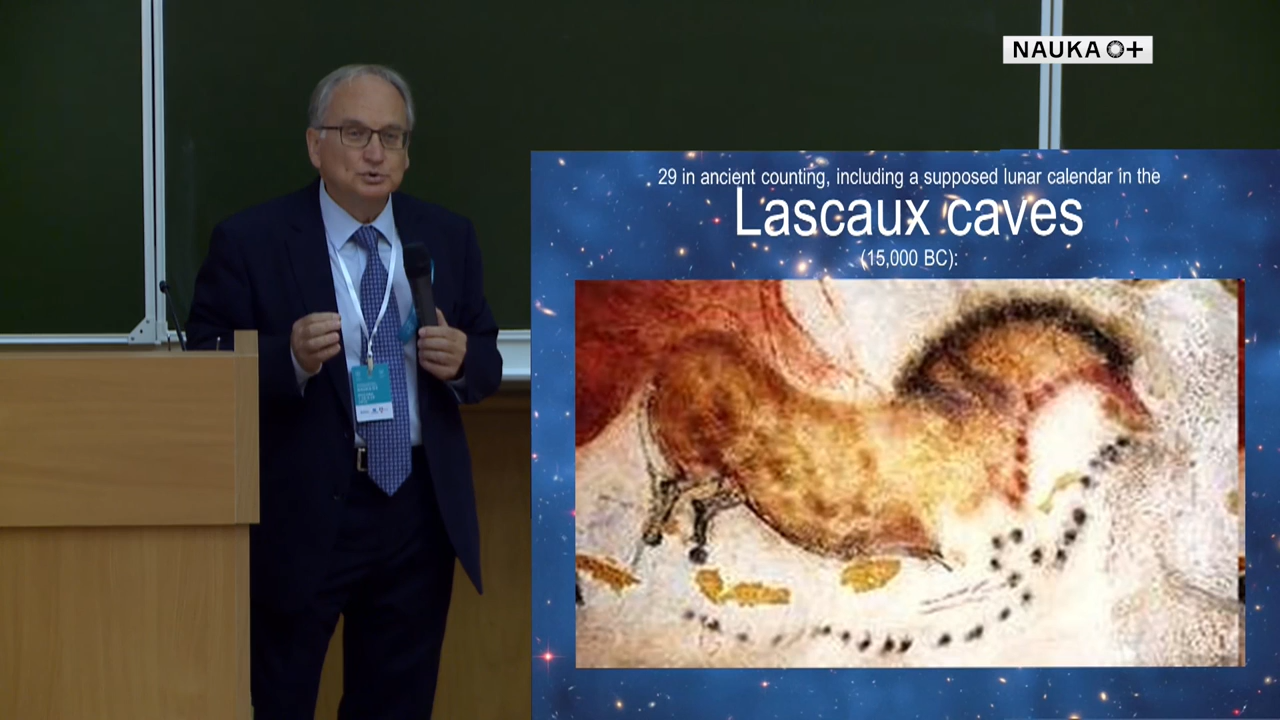 NAUKA 0+
29 in ancient counting, including a supposed lunar calendar in the
Lascaux caves
(15,000 BC):